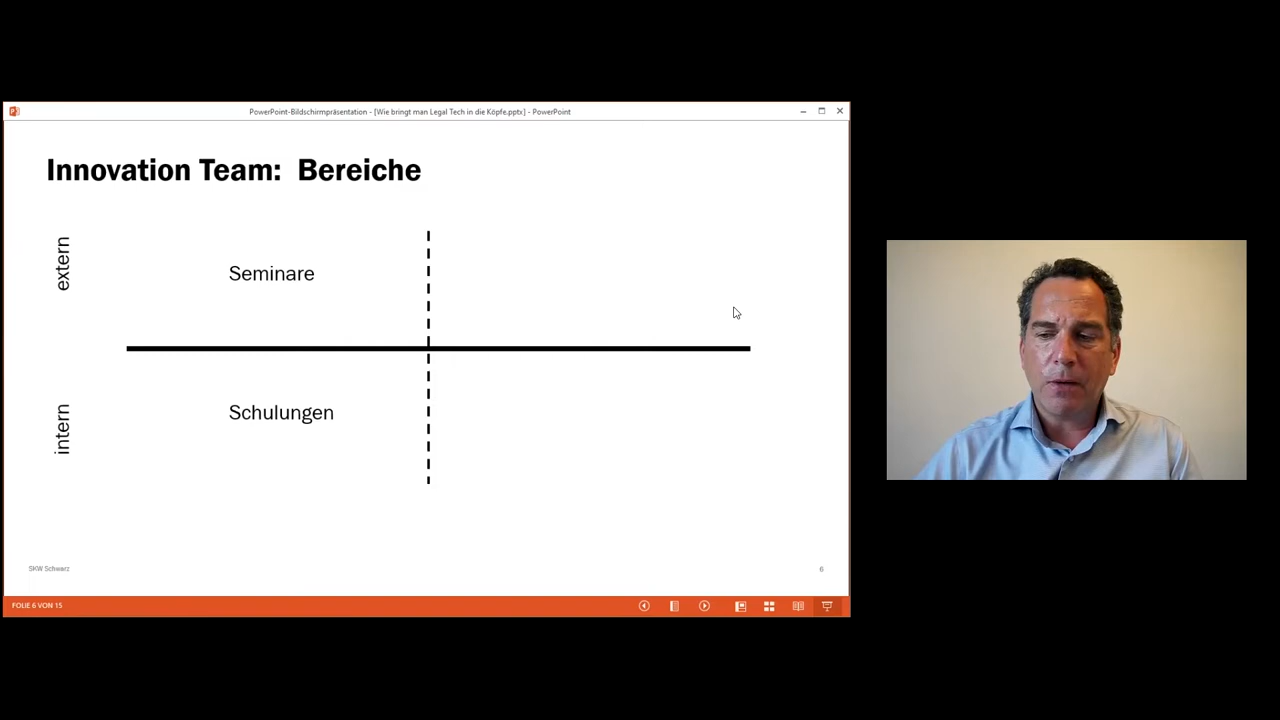 PowerPoint-Bildschirmpräsentation - [Wie bringt man Legal Tech in die Köpfe.pptx] - PowerPoint
Innovation Team: Bereiche
extern
Seminare
intern
Schulungen
SKW Schwarz
6
FOLIE 6 VON 15